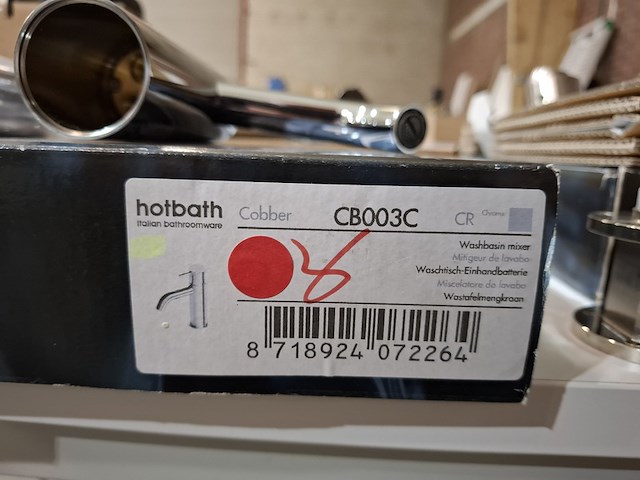 hotbath
Italian bathroomware
Cobber CB003C CR Chrome
Washbasin mixer
Mitigeur de lavabo
Waschtisch-Einhandbatterie
Miscelatore de lavabo
Wastafelmengkraan
8 718924 072264